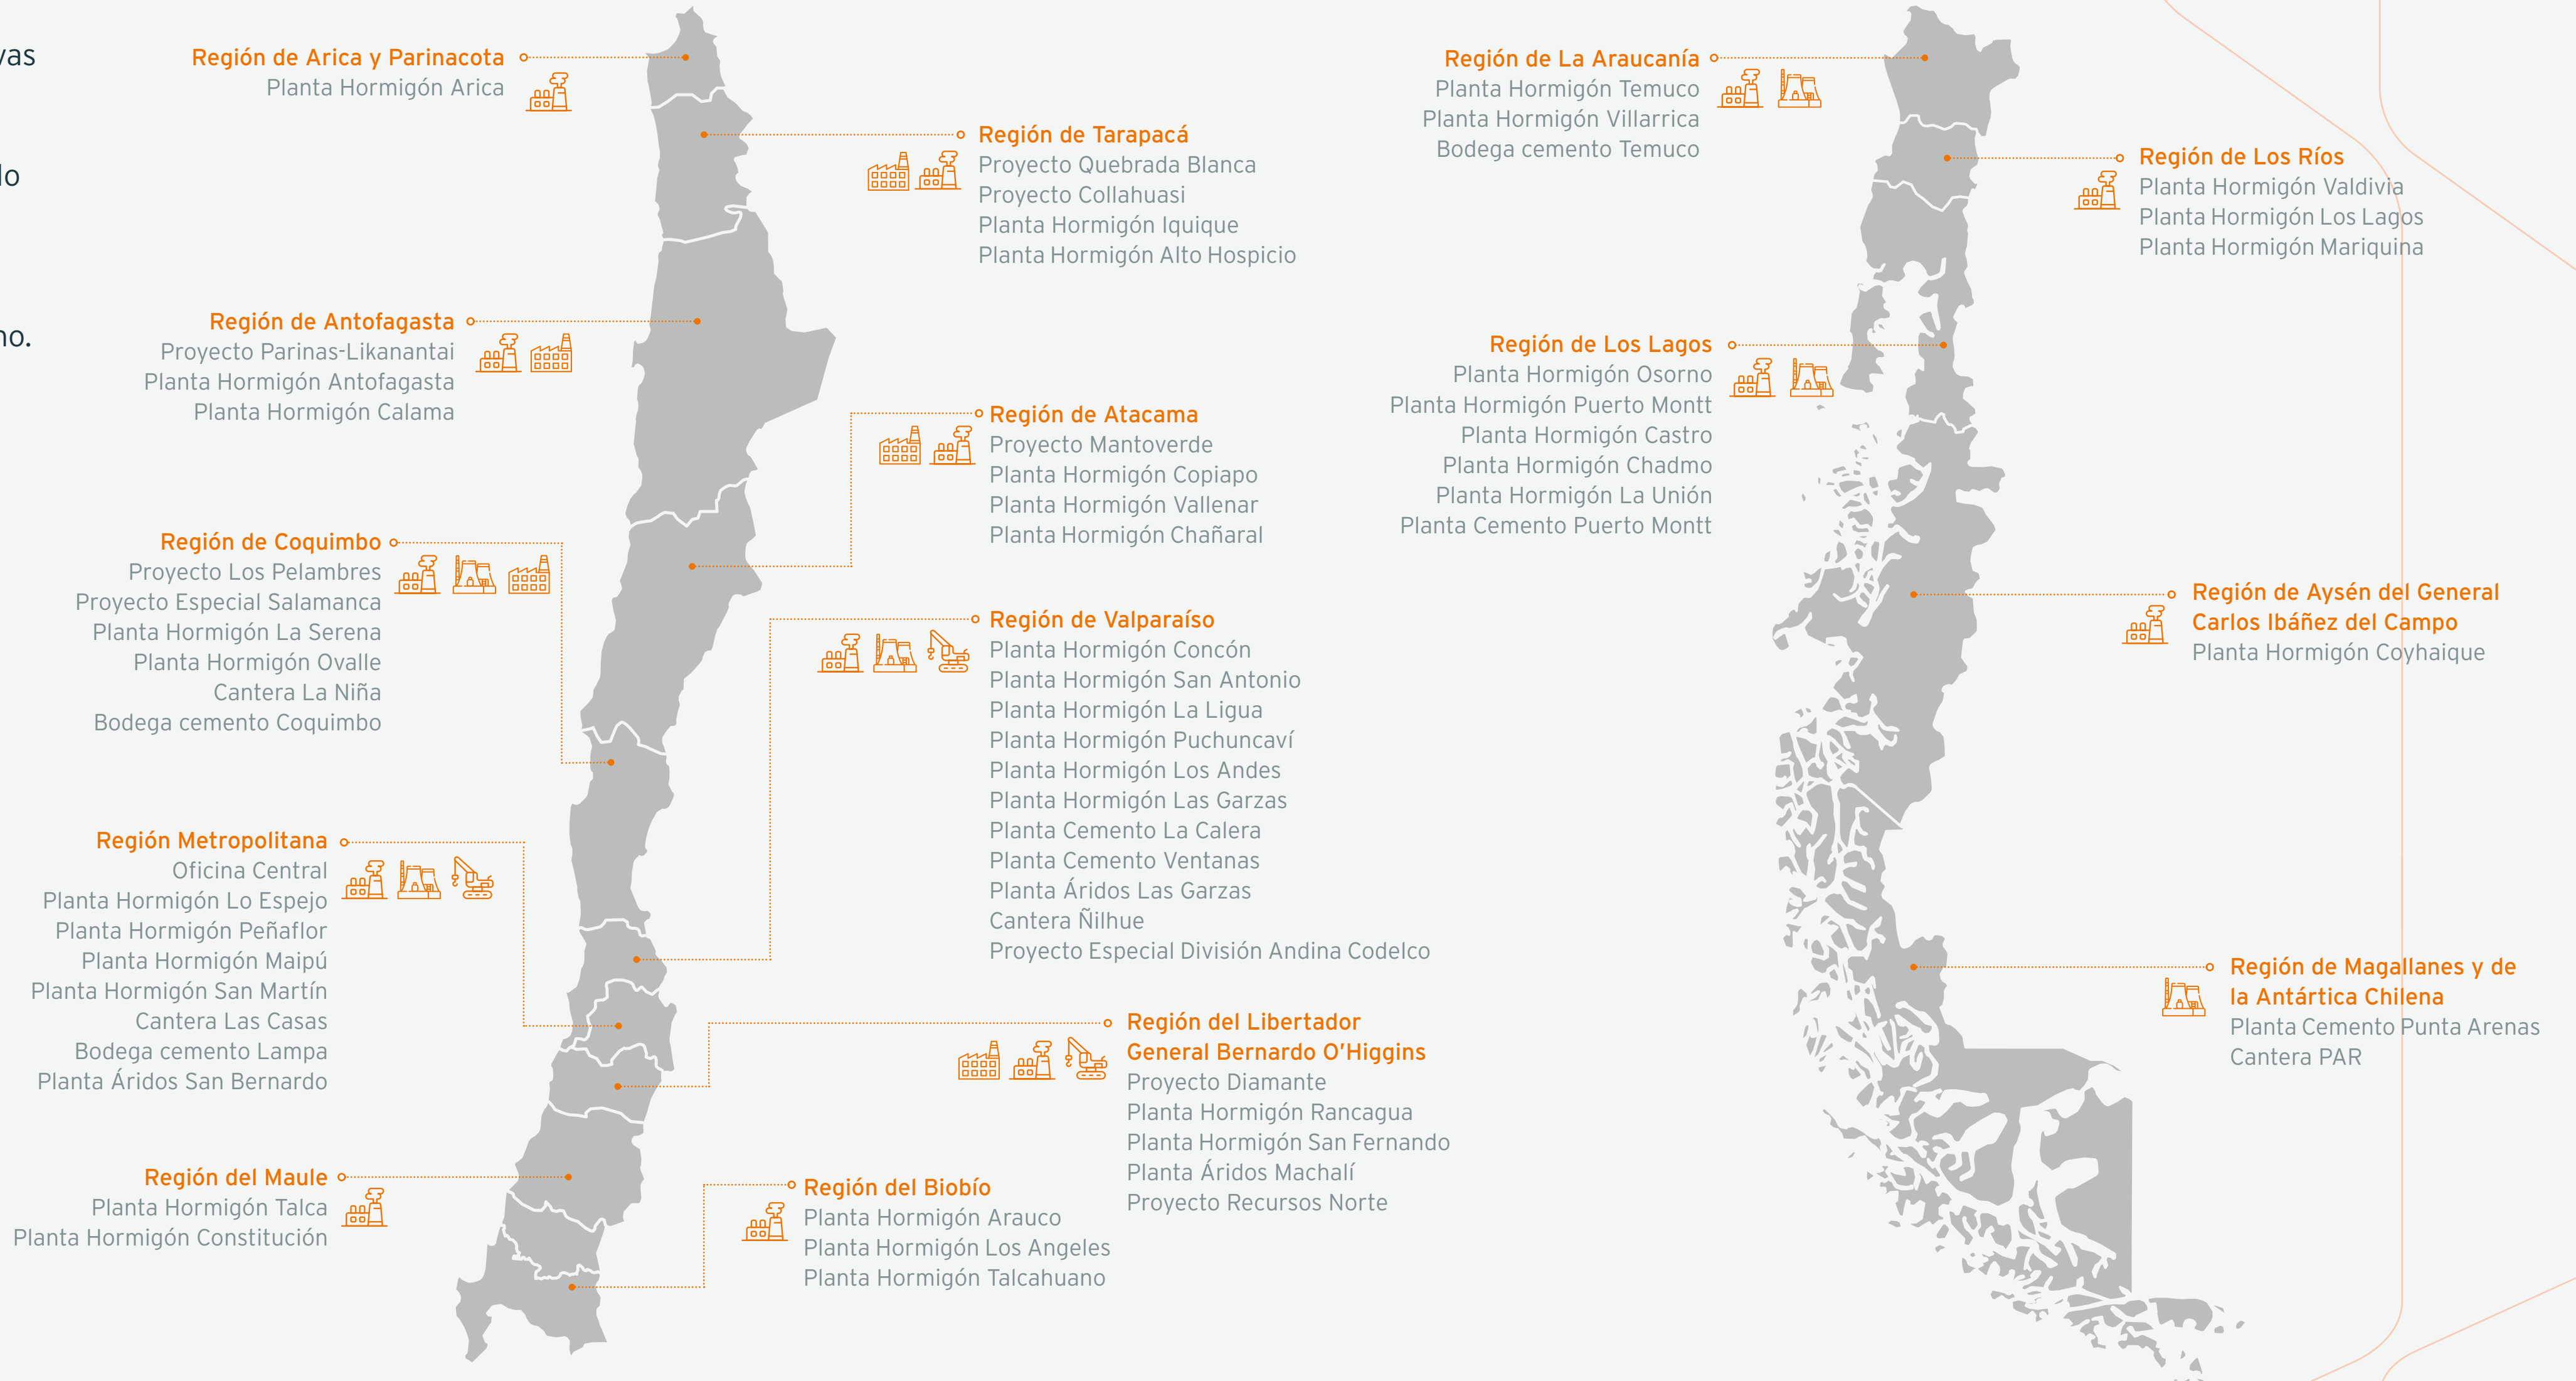 Región de Arica y Parinacota
Planta Hormigón Arica
Región de Tarapacá
Proyecto Quebrada Blanca
Proyecto Collahuasi
Planta Hormigón Iquique
Planta Hormigón Alto Hospicio
Región de Antofagasta
Proyecto Parinas-Likanantai
Planta Hormigón Antofagasta
Planta Hormigón Calama
Región de Atacama
Proyecto Mantoverde
Planta Hormigón Copiapo
Planta Hormigón Vallenar
Planta Hormigón Chañaral
Región de Coquimbo
Proyecto Los Pelambres
Proyecto Especial Salamanca
Planta Hormigón La Serena
Planta Hormigón Ovalle
Cantera La Niña
Bodega cemento Coquimbo
Región de Valparaíso
Planta Hormigón Concón
Planta Hormigón San Antonio
Planta Hormigón La Ligua
Planta Hormigón Puchuncaví
Planta Hormigón Los Andes
Planta Hormigón Las Garzas
Planta Cemento La Calera
Planta Cemento Ventanas
Planta Áridos Las Garzas
Cantera Ñilhue
Proyecto Especial División Andina Codelco
Región Metropolitana
Oficina Central
Planta Hormigón Lo Espejo
Planta Hormigón Peñaflor
Planta Hormigón Maipú
Planta Hormigón San Martín
Cantera Las Casas
Bodega cemento Lampa
Planta Áridos San Bernardo
Región del Libertador
General Bernardo O’Higgins
Proyecto Diamante
Planta Hormigón Rancagua
Planta Hormigón San Fernando
Planta Áridos Machalí
Proyecto Recursos Norte
Región del Maule
Planta Hormigón Talca
Planta Hormigón Constitución
Región del Biobío
Planta Hormigón Arauco
Planta Hormigón Los Angeles
Planta Hormigón Talcahuano
Región de La Araucanía
Planta Hormigón Temuco
Planta Hormigón Villarrica
Bodega cemento Temuco
Región de Los Ríos
Planta Hormigón Valdivia
Planta Hormigón Los Lagos
Planta Hormigón Mariquina
Región de Los Lagos
Planta Hormigón Osorno
Planta Hormigón Puerto Montt
Planta Hormigón Castro
Planta Hormigón Chadmo
Planta Hormigón La Unión
Planta Cemento Puerto Montt
Región de Aysén del General
Carlos Ibáñez del Campo
Planta Hormigón Coyhaique
Región de Magallanes y de
la Antártica Chilena
Planta Cemento Punta Arenas
Cantera PAR